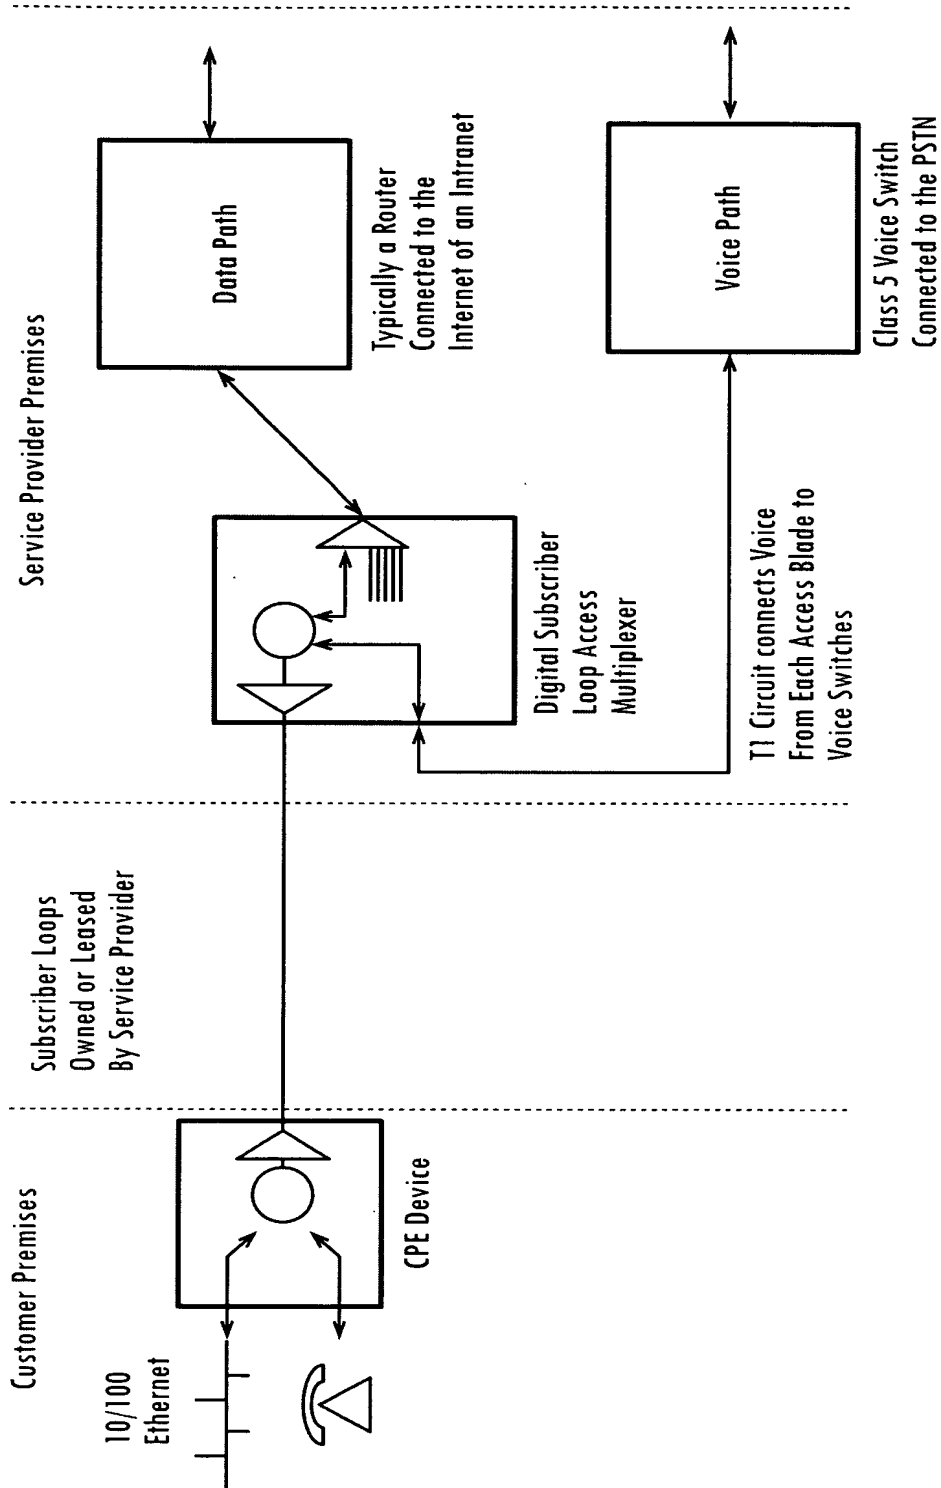 Customer Premises
Subscriber Loops
Owned or Leased
By Service Provider
Service Provider Premises
10/100
Ethernet
CPE Device
Digital Subscriber
Loop Access
Multiplexer
Data Path
Typically a Router
Connected to the
Internet of an Intranet
T1 Circuit connects Voice
From Each Access Blade to
Voice Switches
Voice Path
Class 5 Voice Switch
Connected to the PSTN